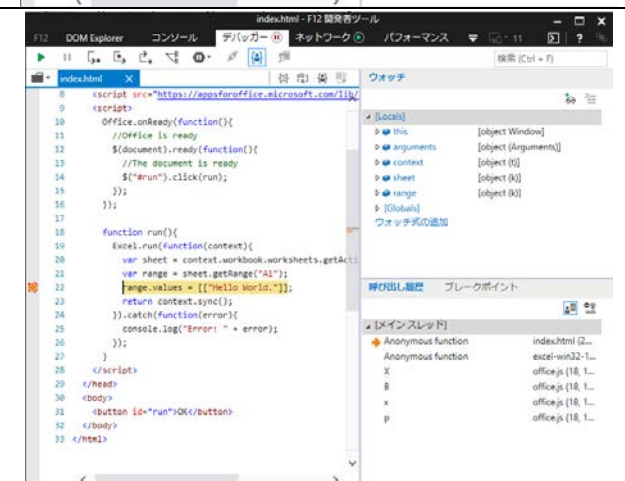 index.html - F12 開発者ツール
F12 DOM Explorer コンソール デバッガー ネットワーク パフォーマンス 11 ?
検索 (Ctrl + F)
index.html X
ウォッチ
8 <script src="https://appsforoffice.microsoft.com/lib/
9 <script>
10 Office.onReady(function(){
11 //Office is ready
12 $(document).ready(function(){
13 //The document is ready
14 $("#run").click(run);
15 });
16 });
17
18 function run(){
19 Excel.run(function(context){
20 var sheet = context.workbook.worksheets.getActi
21 var range = sheet.getRange("A1");
22 range.values = [["Hello World."]];
23 return context.sync();
24 }).catch(function(error){
25 console.log("Error: " + error);
26 });
27 }
28 </script>
29 </head>
30 <body>
31 <button id="run">OK</button>
32 </body>
33 </html>
[Locals]
this [object Window]
arguments [object (Arguments)]
context [object (t)]
sheet [object (k)]
range [object (k)]
[Globals]
ウォッチ式の追加
呼び出し履歴 ブレークポイント
[メイン スレッド]
Anonymous function index.html (2...
Anonymous function excel-win32-1...
X office.js (18, 1...
B office.js (18, 1...
x office.js (18, 1...
p office.js (18, 1...